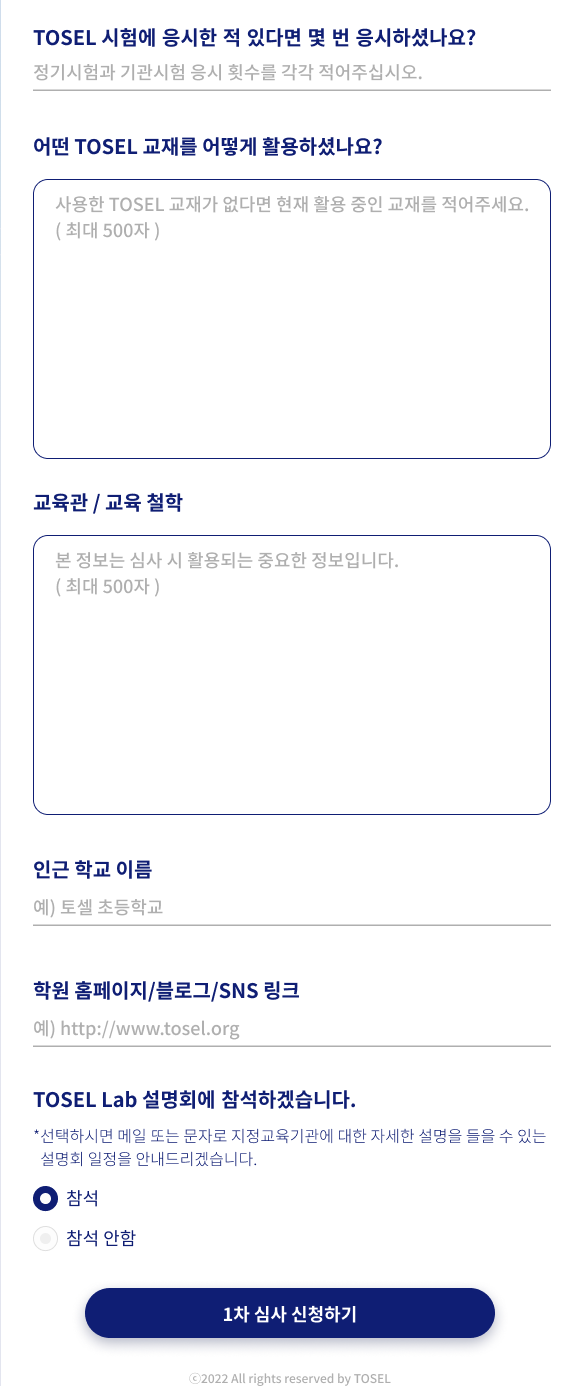 TOSEL 시험에 응시한 적 있다면 몇 번 응시하셨나요?
정기시험과 기관시험 응시 횟수를 각각 적어주십시오.
어떤 TOSEL 교재를 어떻게 활용하셨나요?
사용한 TOSEL 교재가 없다면 현재 활용 중인 교재를 적어주세요.
( 최대 500자 )
교육관 / 교육 철학
본 정보는 심사 시 활용되는 중요한 정보입니다.
( 최대 500자 )
인근 학교 이름
예) 토셀 초등학교
학원 홈페이지/블로그/SNS 링크
예) http://www.tosel.org
TOSEL Lab 설명회에 참석하겠습니다.
*선택하시면 메일 또는 문자로 지정교육기관에 대한 자세한 설명을 들을 수 있는
설명회 일정을 안내드리겠습니다.
참석
참석 안함
1차 심사 신청하기
ⓒ2022 All rights reserved by TOSEL